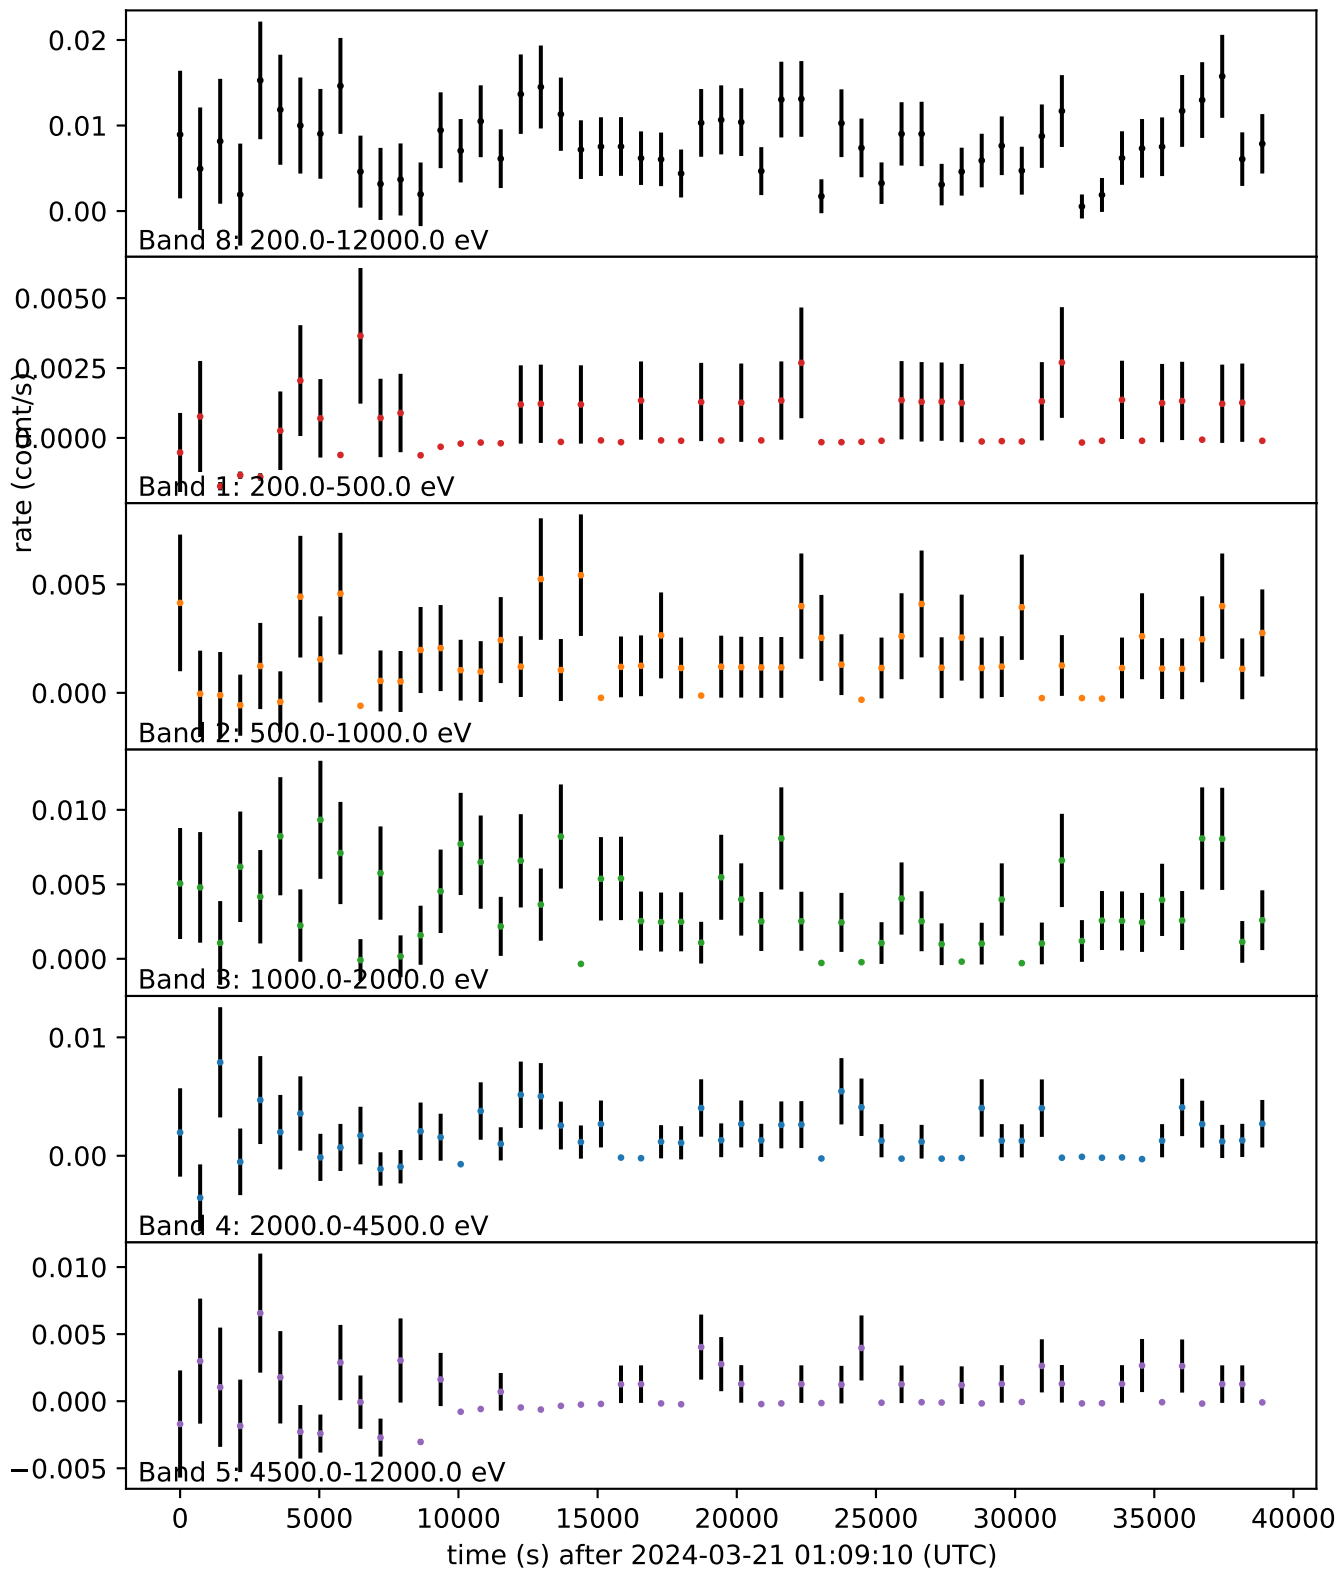 0.02
0.01
0.00
Band 8: 200.0-12000.0 eV
0.0050
0.0025
0.0000
Band 1: 200.0-500.0 eV
rate (count/s)
0.005
0.000
Band 2: 500.0-1000.0 eV
0.010
0.005
0.000
Band 3: 1000.0-2000.0 eV
0.01
0.00
Band 4: 2000.0-4500.0 eV
0.010
0.005
0.000
−0.005
Band 5: 4500.0-12000.0 eV
0 5000 10000 15000 20000 25000 30000 35000 40000
time (s) after 2024-03-21 01:09:10 (UTC)